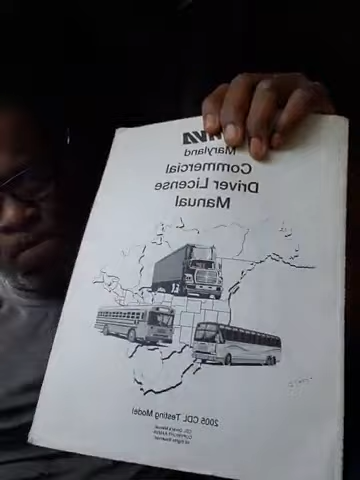 MVA
Maryland
Commercial
Driver License
Manual
2005 CDL Testing Model